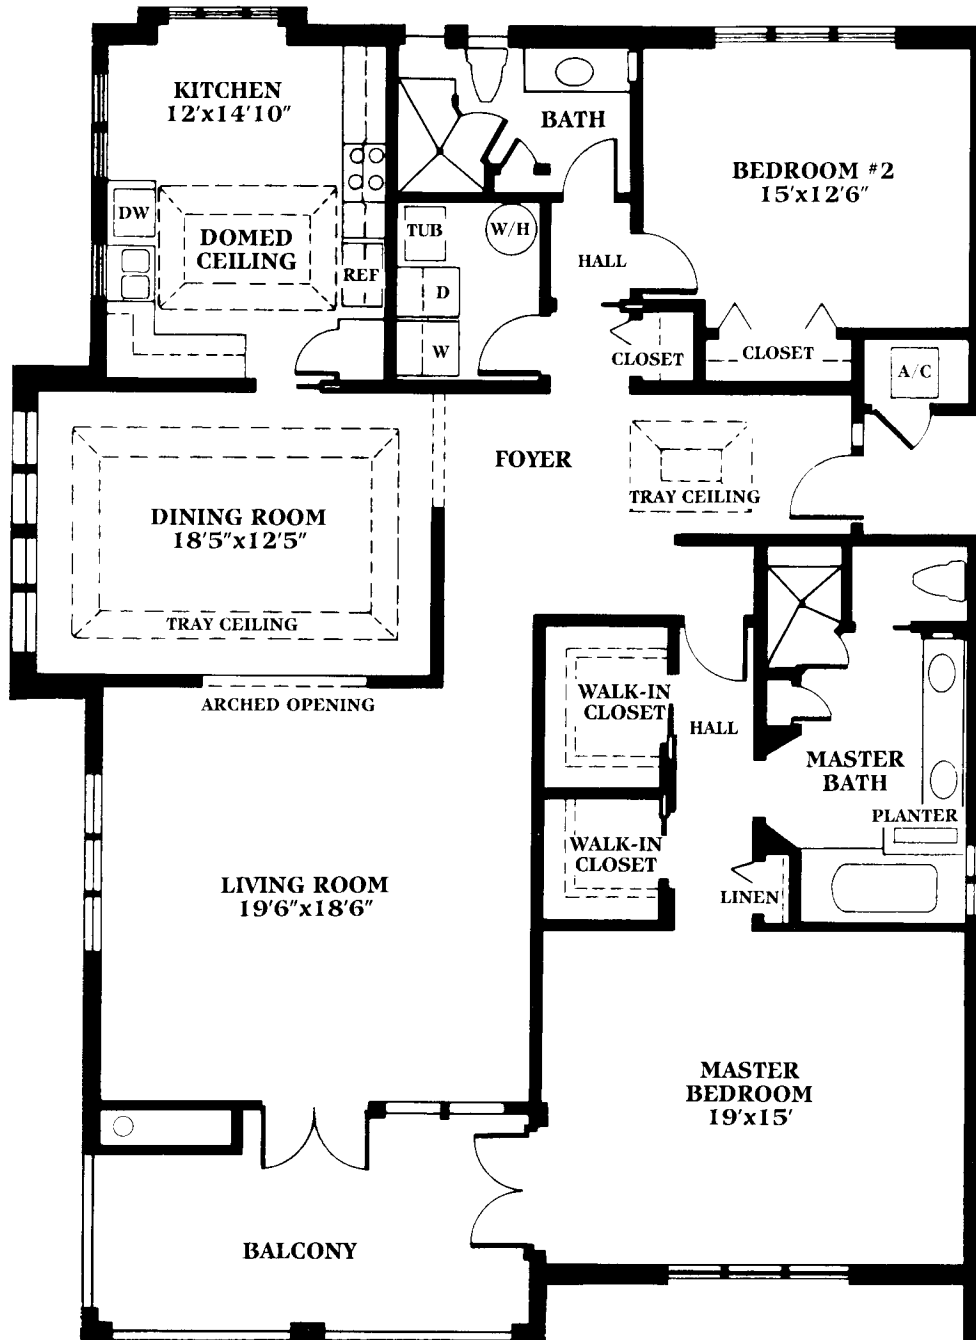 KITCHEN
12'x14'10"
BATH
BEDROOM #2
15'x12'6"
DW
DOMED
CEILING
REF
TUB
W/H
D
W
HALL
CLOSET
CLOSET
A/C
FOYER
TRAY CEILING
DINING ROOM
18'5"x12'5"
TRAY CEILING
ARCHED OPENING
WALK-IN
CLOSET
HALL
MASTER
BATH
PLANTER
WALK-IN
CLOSET
LINEN
LIVING ROOM
19'6"x18'6"
MASTER
BEDROOM
19'x15'
BALCONY